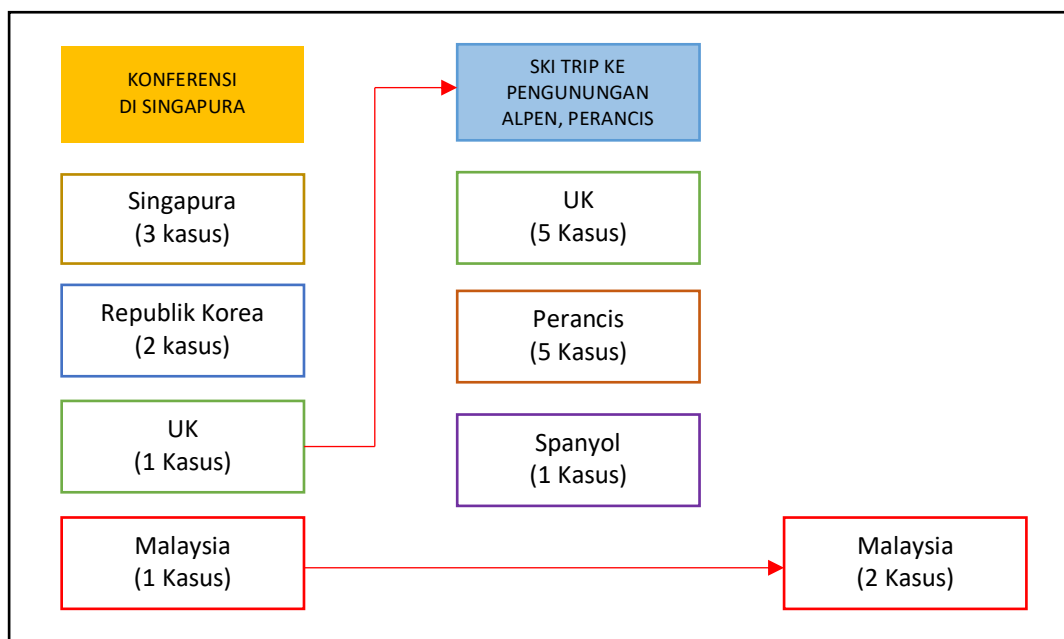 KONFERENSI
DI SINGAPURA
Singapura
(3 kasus)
Republik Korea
(2 kasus)
UK
(1 Kasus)
Malaysia
(1 Kasus)
SKI TRIP KE
PENGUNUNGAN
ALPEN, PERANCIS
UK
(5 Kasus)
Perancis
(5 Kasus)
Spanyol
(1 Kasus)
Malaysia
(2 Kasus)